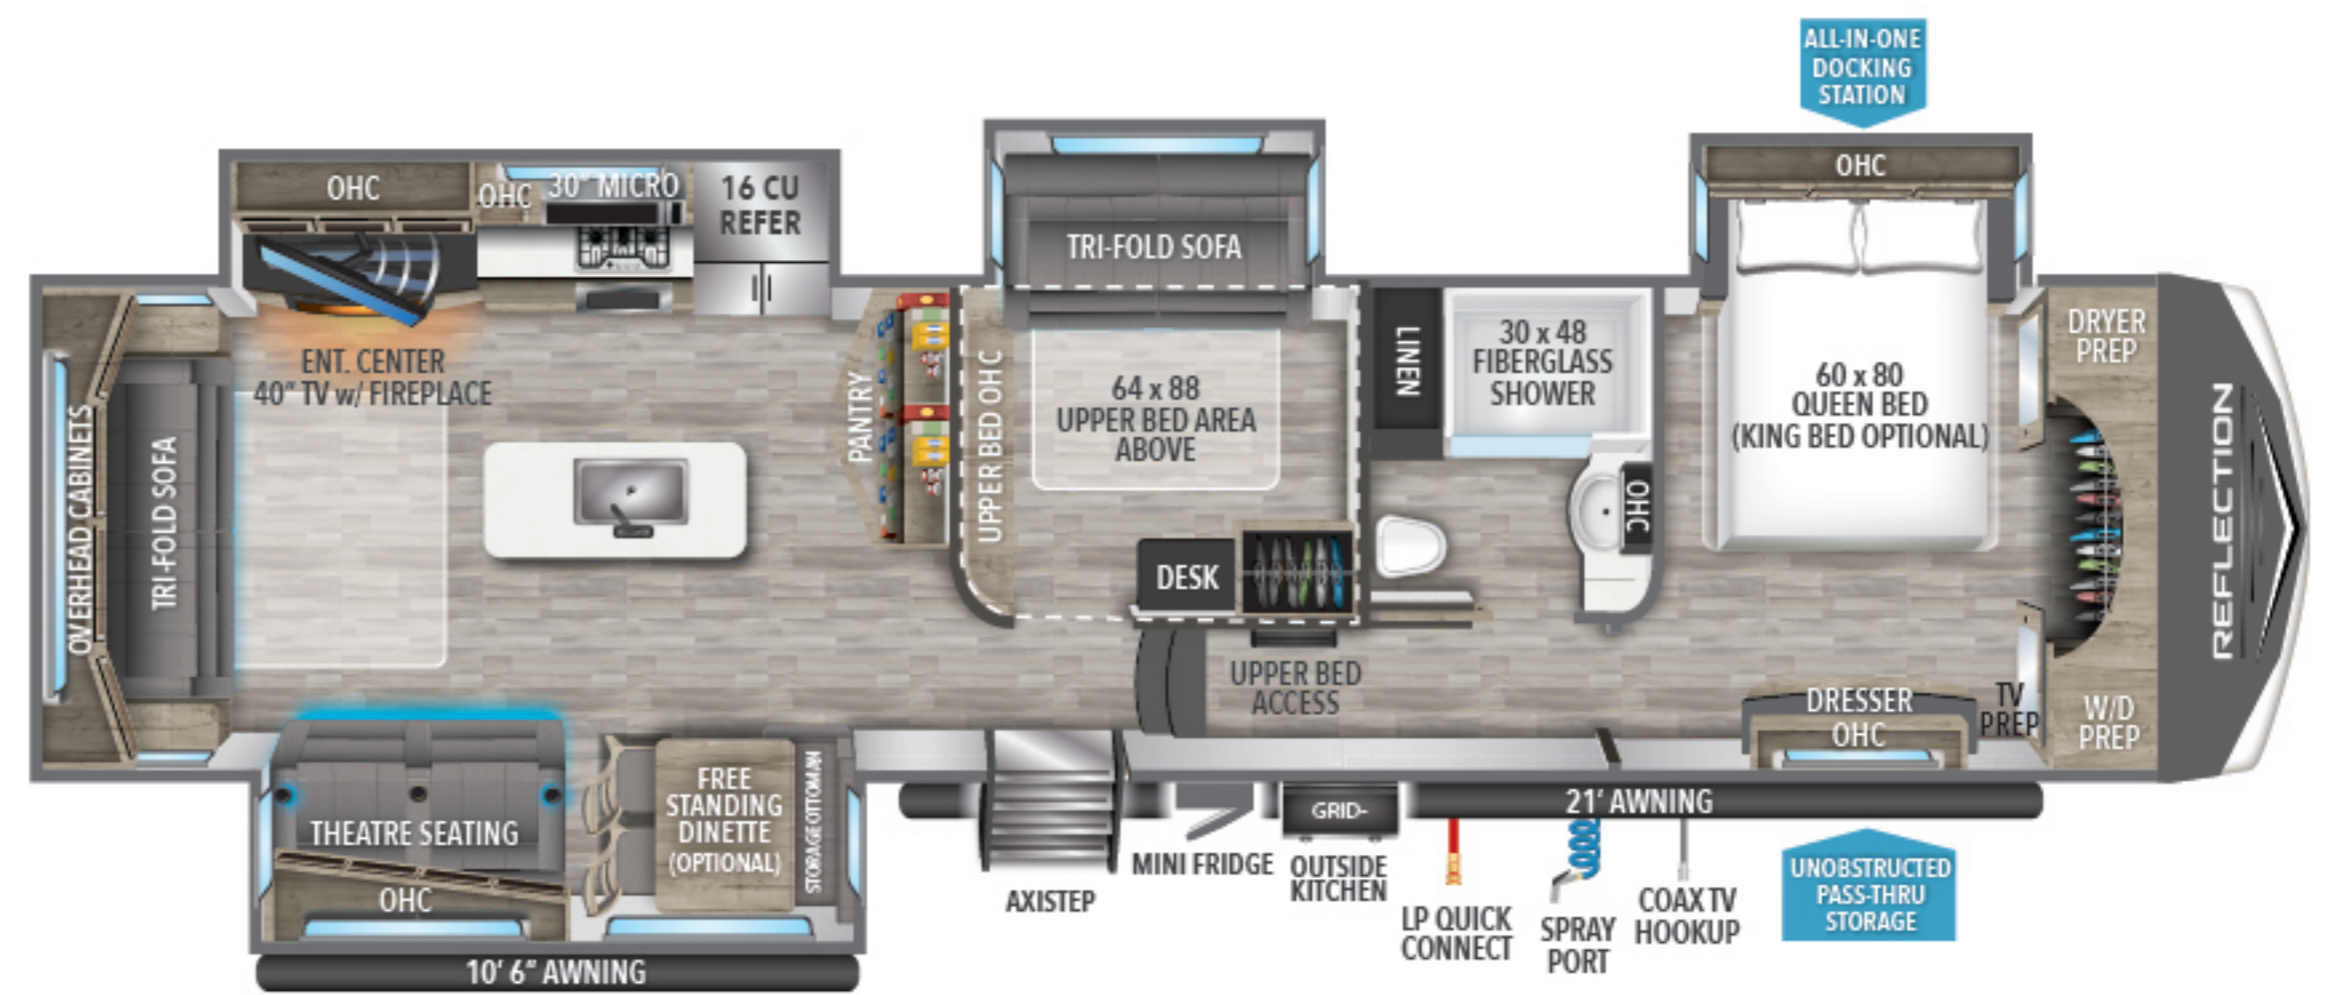 ALL-IN-ONE
DOCKING
STATION
OHC
OHC
30" MICRO
16 CU
REFER
TRI-FOLD SOFA
OHC
ENT. CENTER
40" TV w/ FIREPLACE
OVERHEAD CABINETS
TRI-FOLD SOFA
PANTRY
UPPER BED OHC
64 x 88
UPPER BED AREA
ABOVE
LINEN
30 x 48
FIBERGLASS
SHOWER
OHC
60 x 80
QUEEN BED
(KING BED OPTIONAL)
DRYER
PREP
REFLECTION
DESK
UPPER BED
ACCESS
DRESSER
OHC
TV
PREP
W/D
PREP
THEATRE SEATING
OHC
FREE
STANDING
DINETTE
(OPTIONAL)
STORAGE OTTOMAN
10' 6" AWNING
AXISTEP
MINI FRIDGE
GRID-
OUTSIDE
KITCHEN
21' AWNING
LP QUICK
CONNECT
SPRAY
PORT
COAX TV
HOOKUP
UNOBSTRUCTED
PASS-THRU
STORAGE